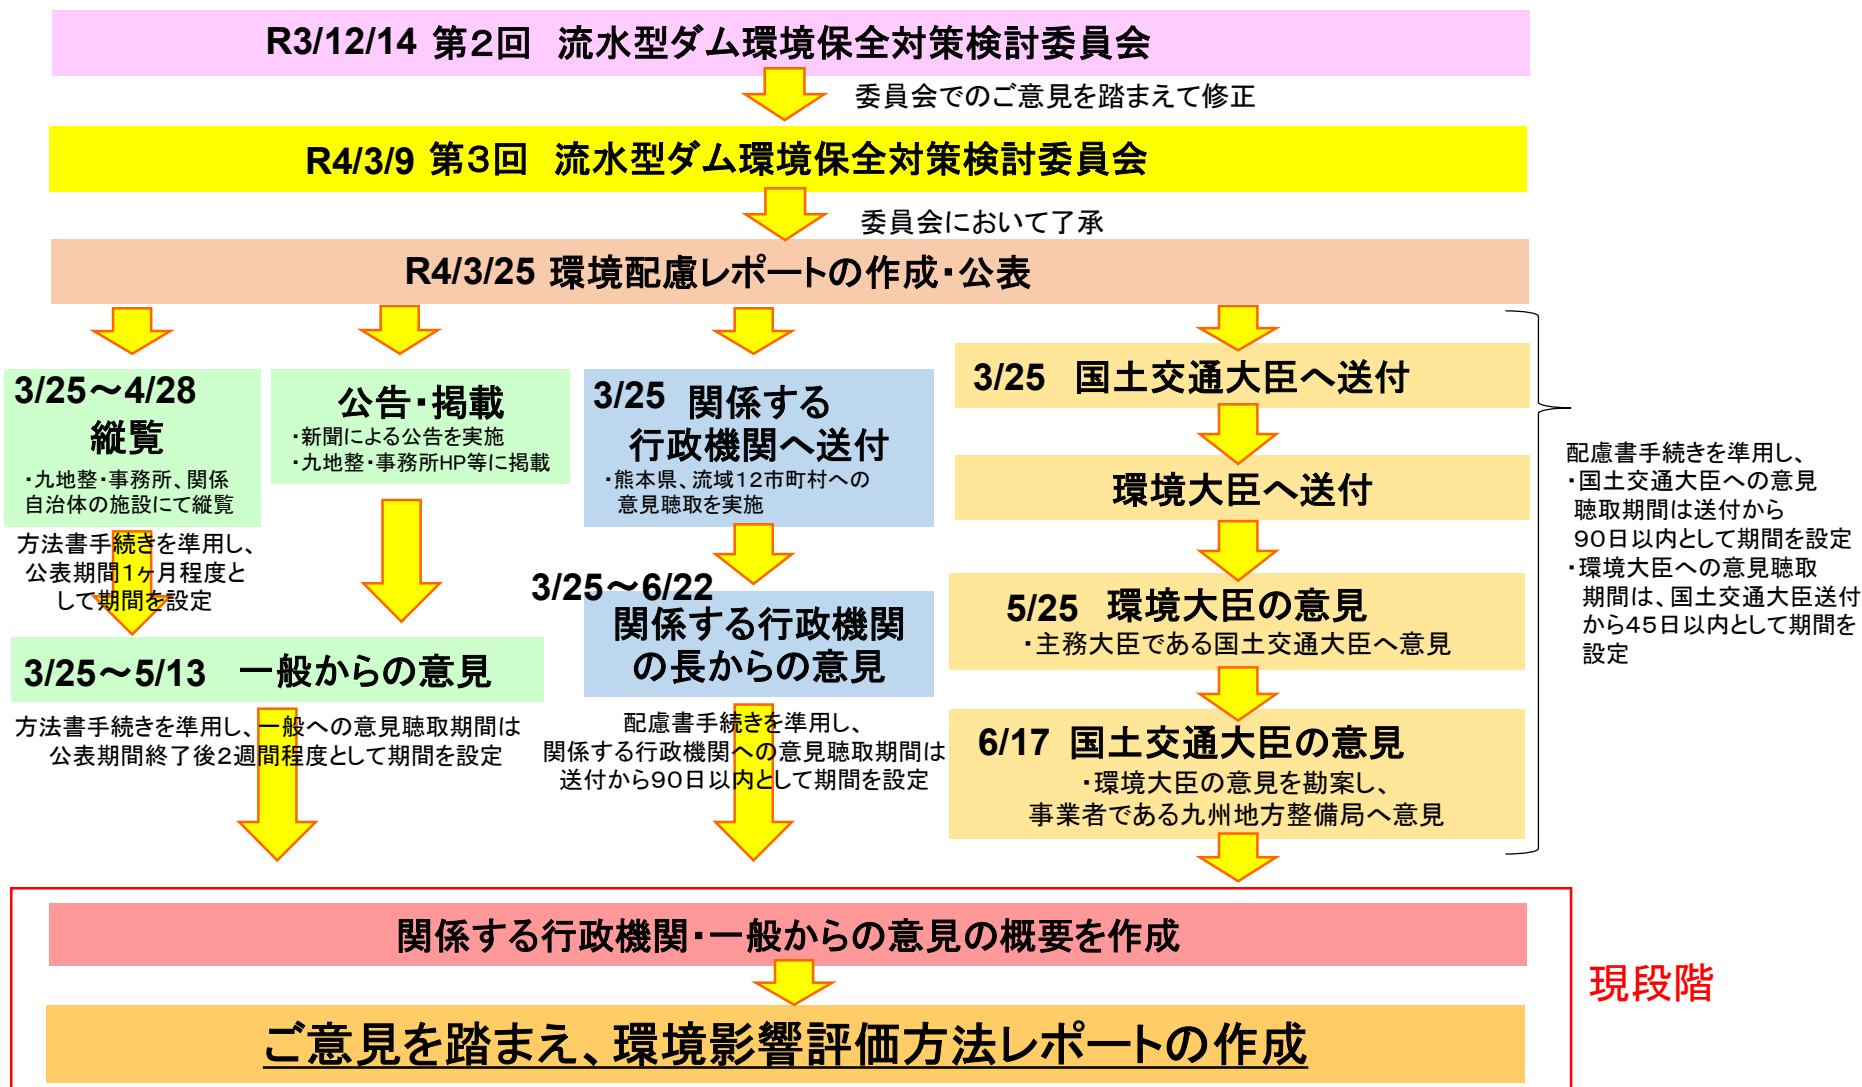 R3/12/14 第2回　流水型ダム環境保全対策検討委員会
委員会でのご意見を踏まえて修正
R4/3/9 第3回　流水型ダム環境保全対策検討委員会
委員会において了承
R4/3/25 環境配慮レポートの作成・公表
3/25～4/28
縦覧
・九地整・事務所、関係
自治体の施設にて縦覧
方法書手続きを準用し、
公表期間1ヶ月程度と
して期間を設定
公告・掲載
・新聞による公告を実施
・九地整・事務所HP等に掲載
3/25～5/13　一般からの意見
方法書手続きを準用し、一般への意見聴取期間は
公表期間終了後2週間程度として期間を設定
3/25 関係する
行政機関へ送付
・熊本県、流域12市町村への
意見聴取を実施
3/25～6/22
関係する行政機関
の長からの意見
配慮書手続きを準用し、
関係する行政機関への意見聴取期間は
送付から90日以内として期間を設定
3/25　国土交通大臣へ送付
環境大臣へ送付
5/25　環境大臣の意見
・主務大臣である国土交通大臣へ意見
6/17 国土交通大臣の意見
・環境大臣の意見を勘案し、
事業者である九州地方整備局へ意見
配慮書手続きを準用し、
・国土交通大臣への意見
聴取期間は送付から
90日以内として期間を設定
・環境大臣への意見聴取
期間は、国土交通大臣送付
から45日以内として期間を
設定
関係する行政機関・一般からの意見の概要を作成
ご意見を踏まえ、環境影響評価方法レポートの作成
現段階